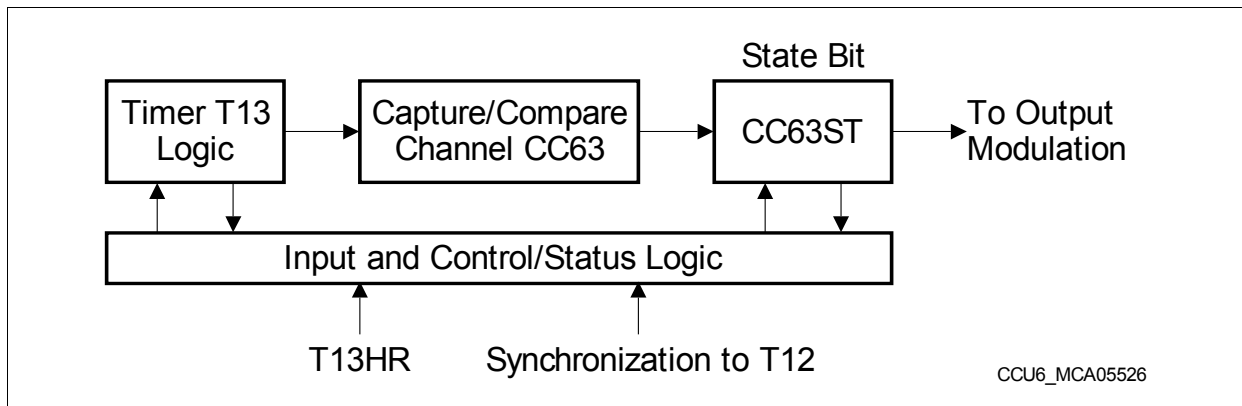 State Bit
Timer T13
Logic
Capture/Compare
Channel CC63
CC63ST
To Output
Modulation
Input and Control/Status Logic
T13HR
Synchronization to T12
CCU6_MCA05526